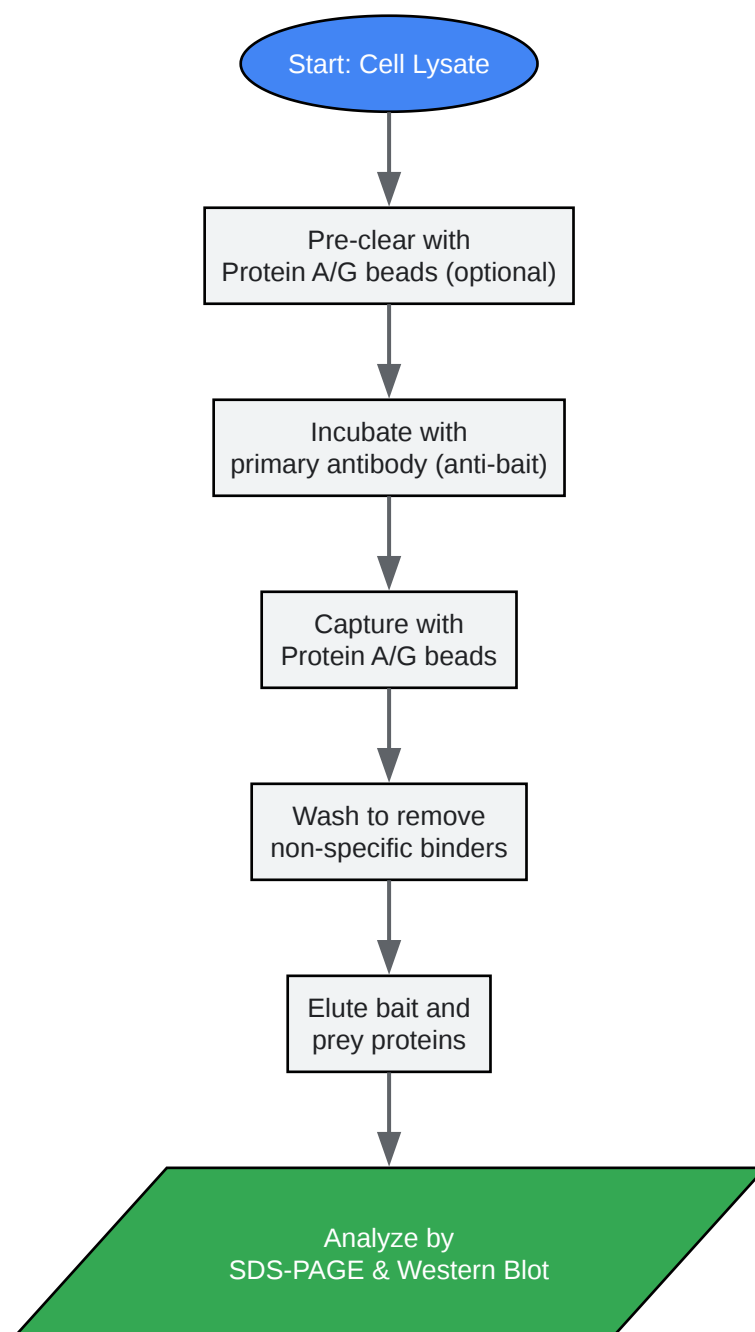 Start: Cell Lysate
Pre-clear with
Protein A/G beads (optional)
Incubate with
primary antibody (anti-bait)
Capture with
Protein A/G beads
Wash to remove
non-specific binders
Elute bait and
prey proteins
Analyze by
SDS-PAGE & Western Blot